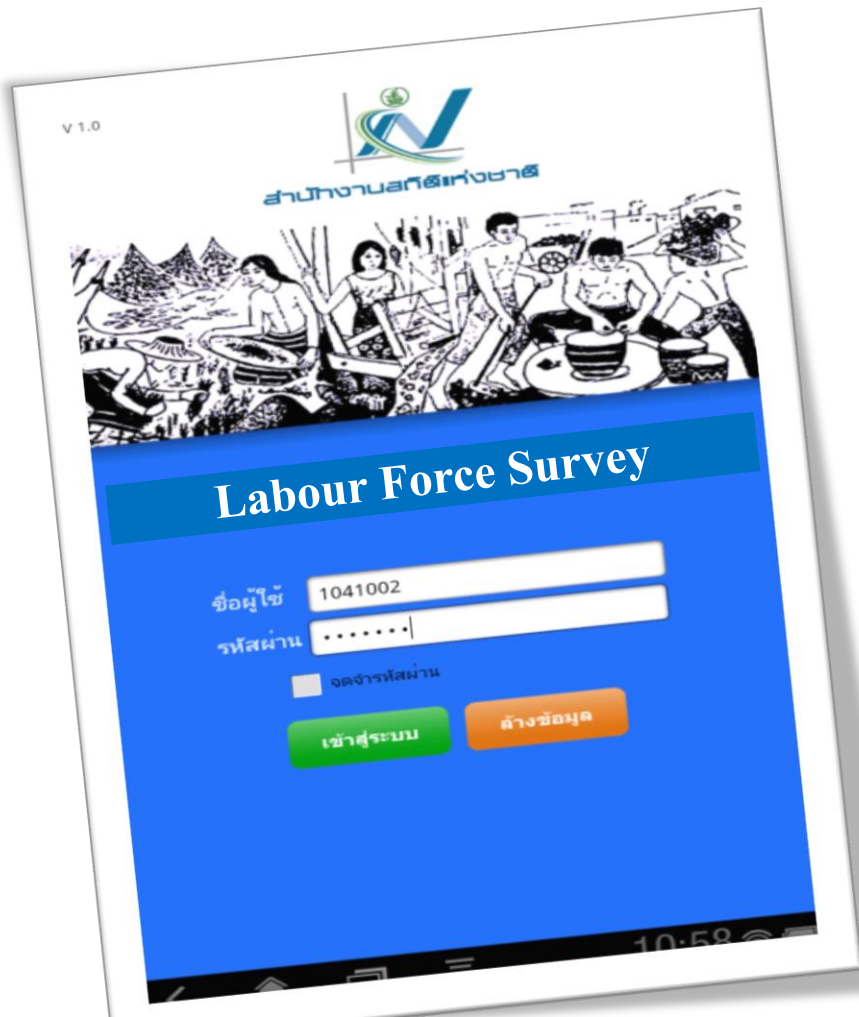 V 1.0
สำนักงานสถิติแห่งชาติ
Labour Force Survey
ชื่อผู้ใช้ 1041002
รหัสผ่าน •••••••
จดจำรหัสผ่าน
เข้าสู่ระบบ ล้างข้อมูล
10:58